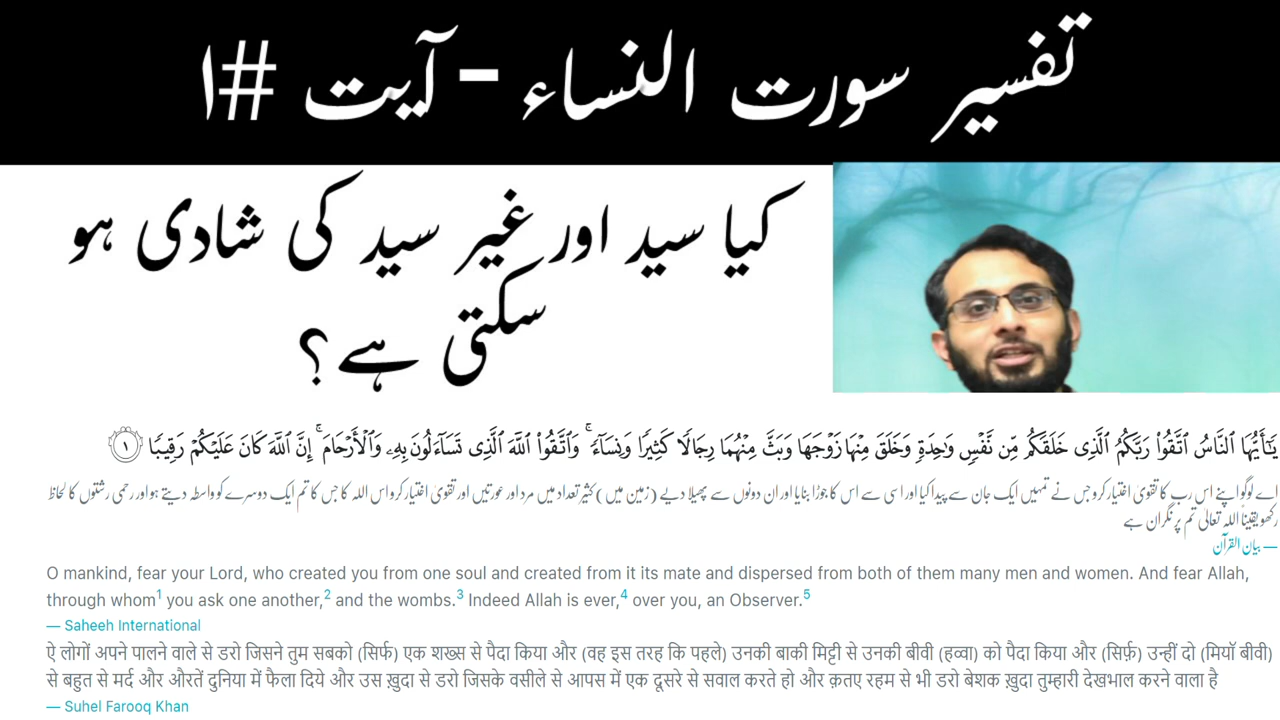 تفسیر سورت النساء - آیت #۱
کیا سید اور غیر سید کی شادی ہو
سکتی ہے؟
يَـٰٓأَيُّهَا ٱلنَّاسُ ٱتَّقُوا۟ رَبَّكُمُ ٱلَّذِى خَلَقَكُم مِّن نَّفْسٍ وَٰحِدَةٍ وَخَلَقَ مِنْهَا زَوْجَهَا وَبَثَّ مِنْهُمَا رِجَالًا كَثِيرًا وَنِسَآءً ۚ وَٱتَّقُوا۟ ٱللَّهَ ٱلَّذِى تَسَآءَلُونَ بِهِۦ وَٱلْأَرْحَامَ ۚ إِنَّ ٱللَّهَ كَانَ عَلَيْكُمْ رَقِيبًا ١
اے لوگو اپنے اس رب کا تقویٰ اختیار کرو جس نے تمہیں ایک جان سے پیدا کیا اور اسی سے اس کا جوڑا بنایا اور ان دونوں سے پھیلا دیے (زمین میں) کثیر تعداد میں مرد اور عورتیں اور تقویٰ اختیار کرو اس اللہ کا جس کا تم ایک دوسرے کو واسطہ دیتے ہو اور رحمی رشتوں کا لحاظ
رکھو یقیناً اللہ تعالیٰ تم پر نگران ہے
— بیان القرآن
O mankind, fear your Lord, who created you from one soul and created from it its mate and dispersed from both of them many men and women. And fear Allah,
through whom1 you ask one another,2 and the wombs.3 Indeed Allah is ever,4 over you, an Observer.5
— Saheeh International
ऐ लोगों अपने पालने वाले से डरो जिसने तुम सबको (सिर्फ) एक शख्स से पैदा किया और (वह इस तरह कि पहले) उनकी बाकी मिट्टी से उनकी बीवी (हव्वा) को पैदा किया और (सिर्फ़) उन्हीं दो (मियॉ बीवी)
से बहुत से मर्द और औरतें दुनिया में फैला दिये और उस ख़ुदा से डरो जिसके वसीले से आपस में एक दूसरे से सवाल करते हो और क़तए रहम से भी डरो बेशक ख़ुदा तुम्हारी देखभाल करने वाला है
— Suhel Farooq Khan